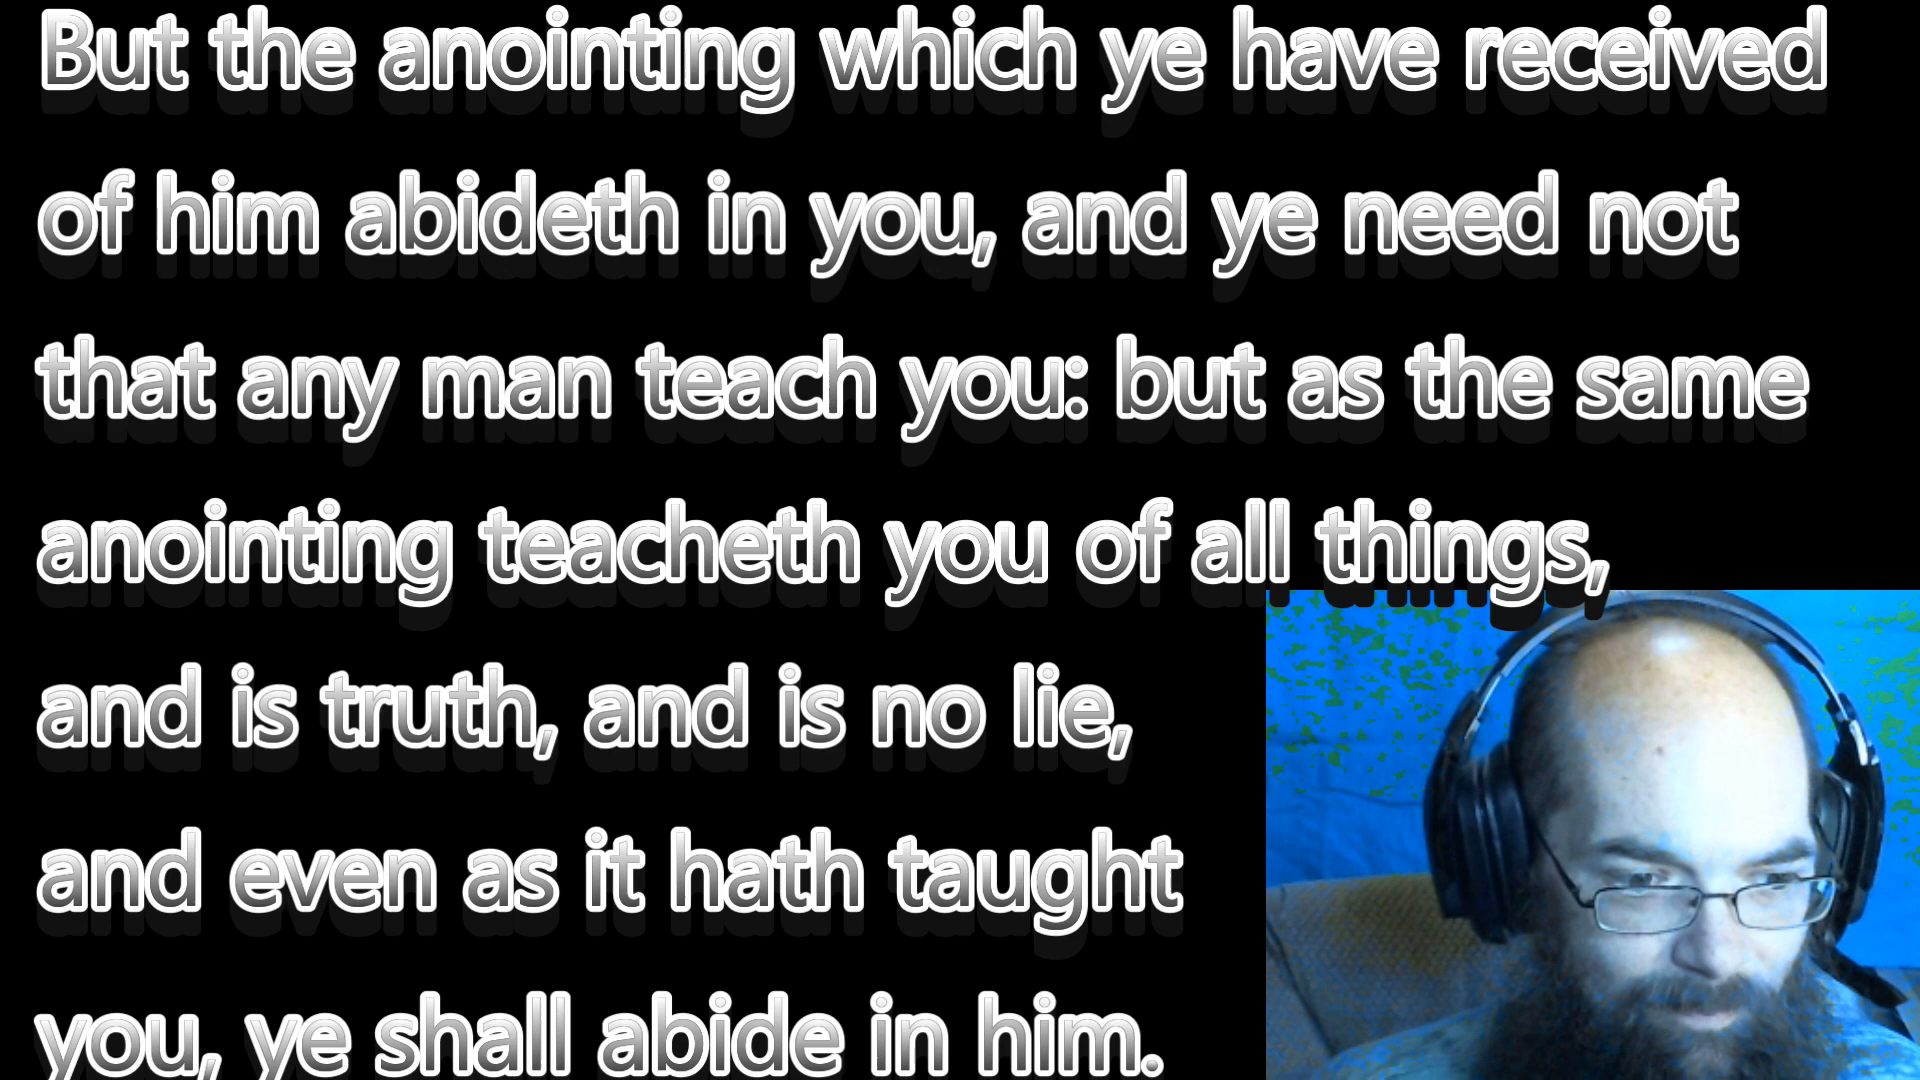 But the anointing which ye have received
of him abideth in you, and ye need not
that any man teach you: but as the same
anointing teacheth you of all things,
and is truth, and is no lie,
and even as it hath taught
you, ye shall abide in him.